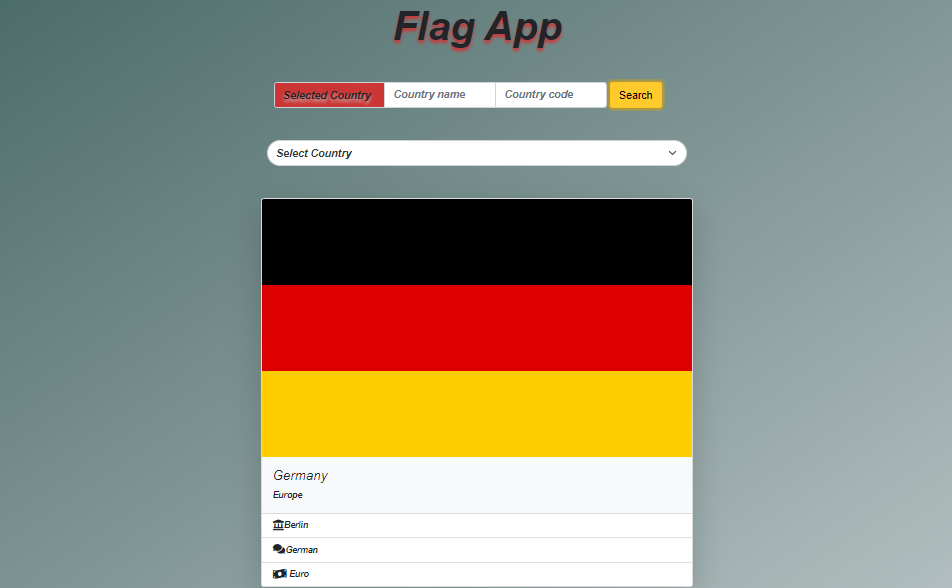 Flag App
Selected Country Country name Country code Search
Select Country
Germany
Europe
Berlin
German
Euro